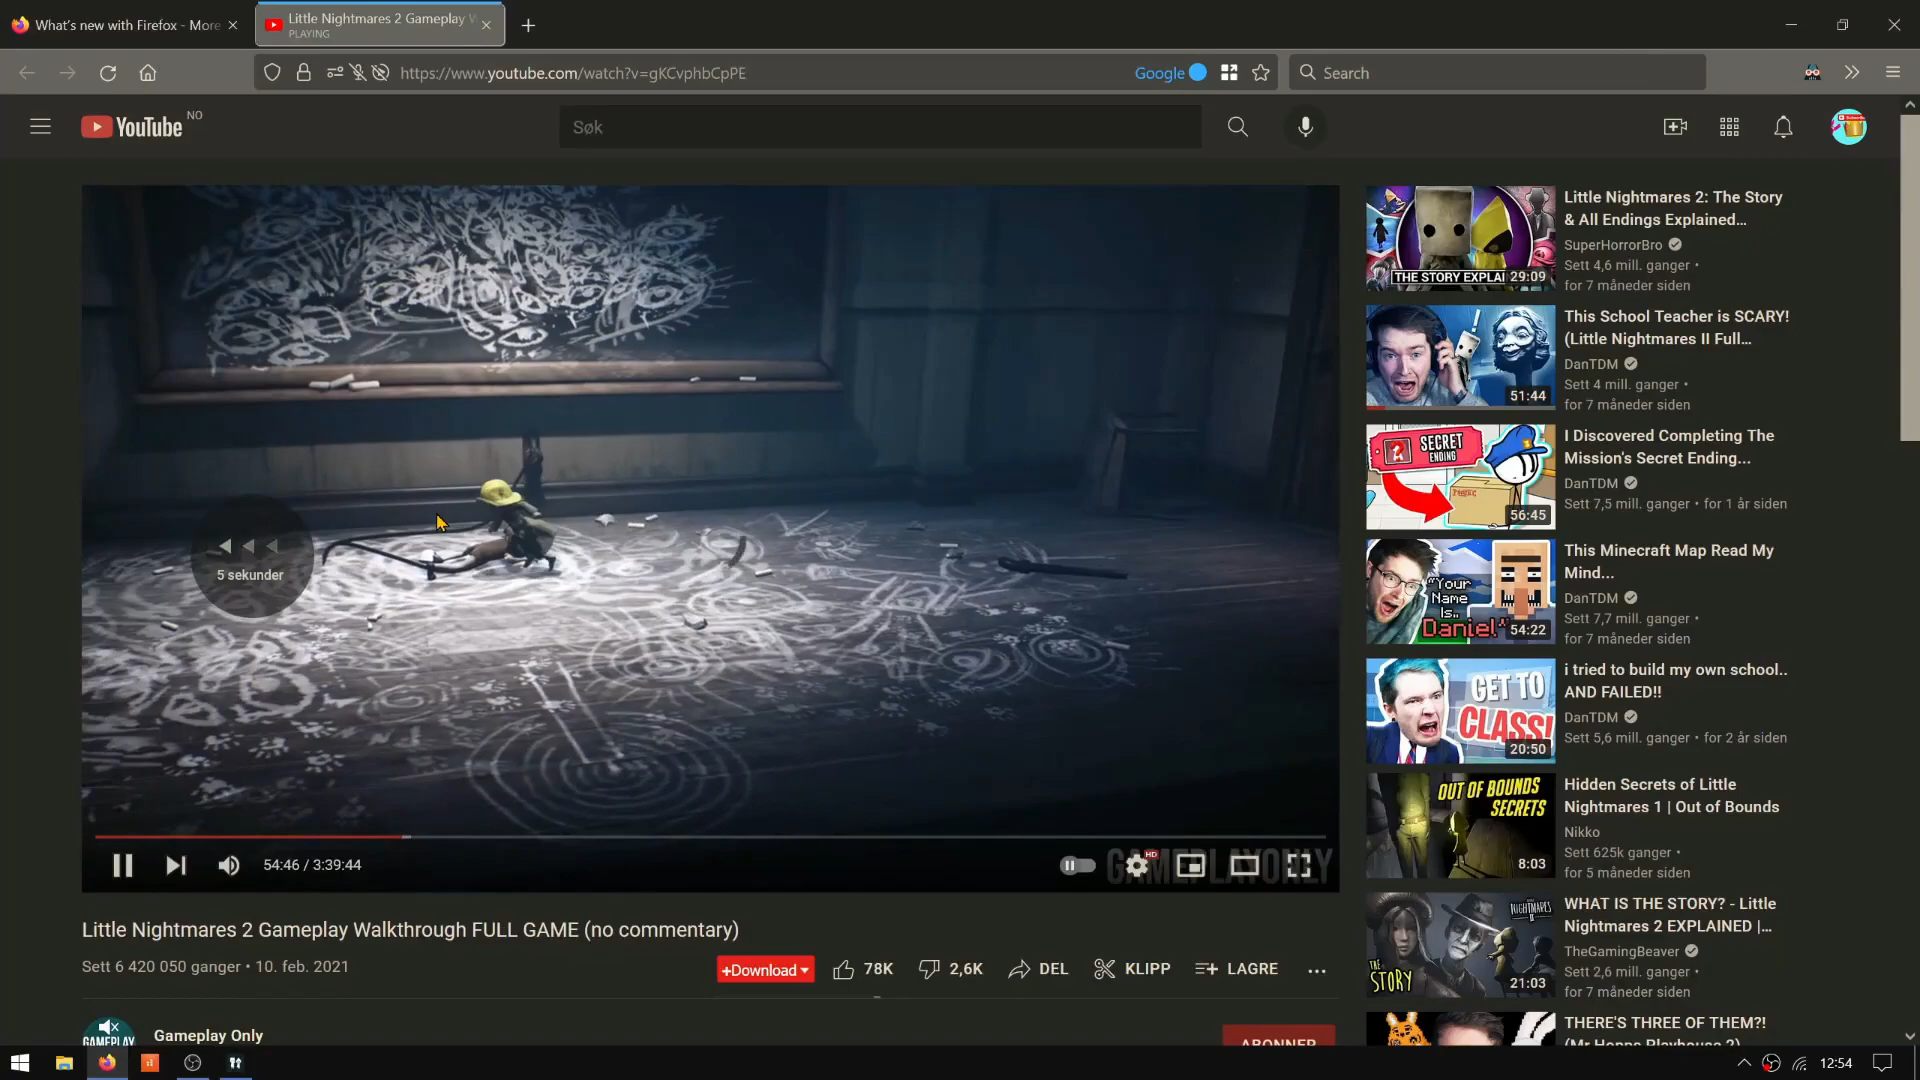 What's new with Firefox - More
Little Nightmares 2 Gameplay W
PLAYING
https://www.youtube.com/watch?v=gKCvphbCpPE
Google
Search
YouTube NO
Søk
5 sekunder
54:46 / 3:39:44
HD
GAMEPLAYONLY
Little Nightmares 2 Gameplay Walkthrough FULL GAME (no commentary)
Sett 6 420 050 ganger • 10. feb. 2021
+Download
78K
2,6K
DEL
KLIPP
LAGRE
GAMEPLAY
Gameplay Only
ABONNER
THE STORY EXPLAI
29:09
Little Nightmares 2: The Story
& All Endings Explained...
SuperHorrorBro
Sett 4,6 mill. ganger •
for 7 måneder siden
51:44
This School Teacher is SCARY!
(Little Nightmares II Full...
DanTDM
Sett 4 mill. ganger •
for 7 måneder siden
SECRET
ENDING
56:45
I Discovered Completing The
Mission's Secret Ending...
DanTDM
Sett 7,5 mill. ganger • for 1 år siden
"Your
Name
Is..
Daniel"
54:22
This Minecraft Map Read My
Mind...
DanTDM
Sett 7,7 mill. ganger •
for 7 måneder siden
GET TO
CLASS!
20:50
i tried to build my own school..
AND FAILED!!
DanTDM
Sett 5,6 mill. ganger • for 2 år siden
OUT OF BOUNDS
SECRETS
8:03
Hidden Secrets of Little
Nightmares 1 | Out of Bounds
Nikko
Sett 625k ganger •
for 5 måneder siden
NIGHTMARES
THE
STORY
21:03
WHAT IS THE STORY? - Little
Nightmares 2 EXPLAINED |...
TheGamingBeaver
Sett 2,6 mill. ganger •
for 7 måneder siden
THERE'S THREE OF THEM?!
(Mr Hopps Playhouse 2)
12:54